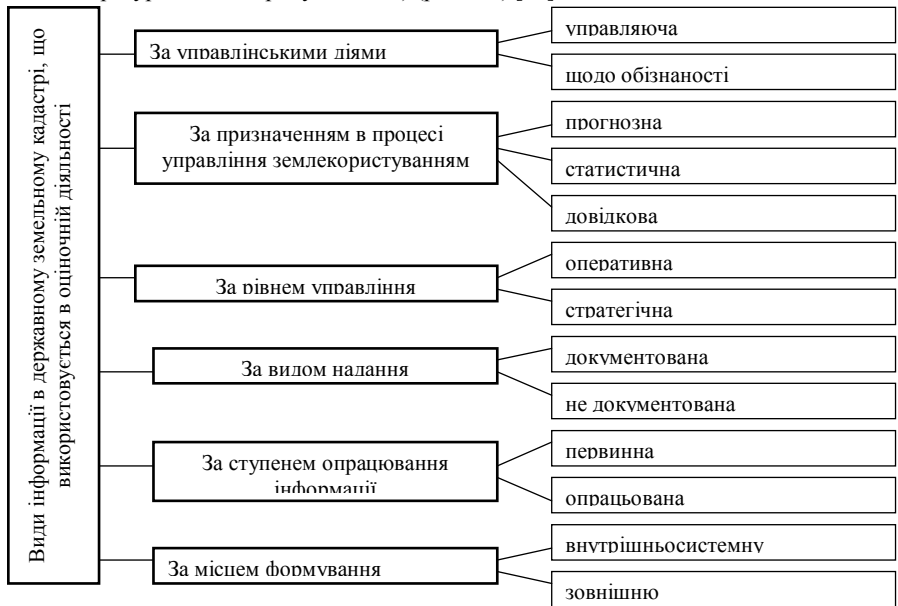 Види інформації в державному земельному кадастрі, що
використовується в оціночній діяльності
За управлінськими діями
управляюча
щодо обізнаності
За призначенням в процесі
управління землекористуванням
прогнозна
статистична
довідкова
За рівнем управління
оперативна
стратегічна
За видом надання
документована
не документована
За ступенем опрацювання
інформації
первинна
опрацьована
За місцем формування
внутрішньосистемну
зовнішню